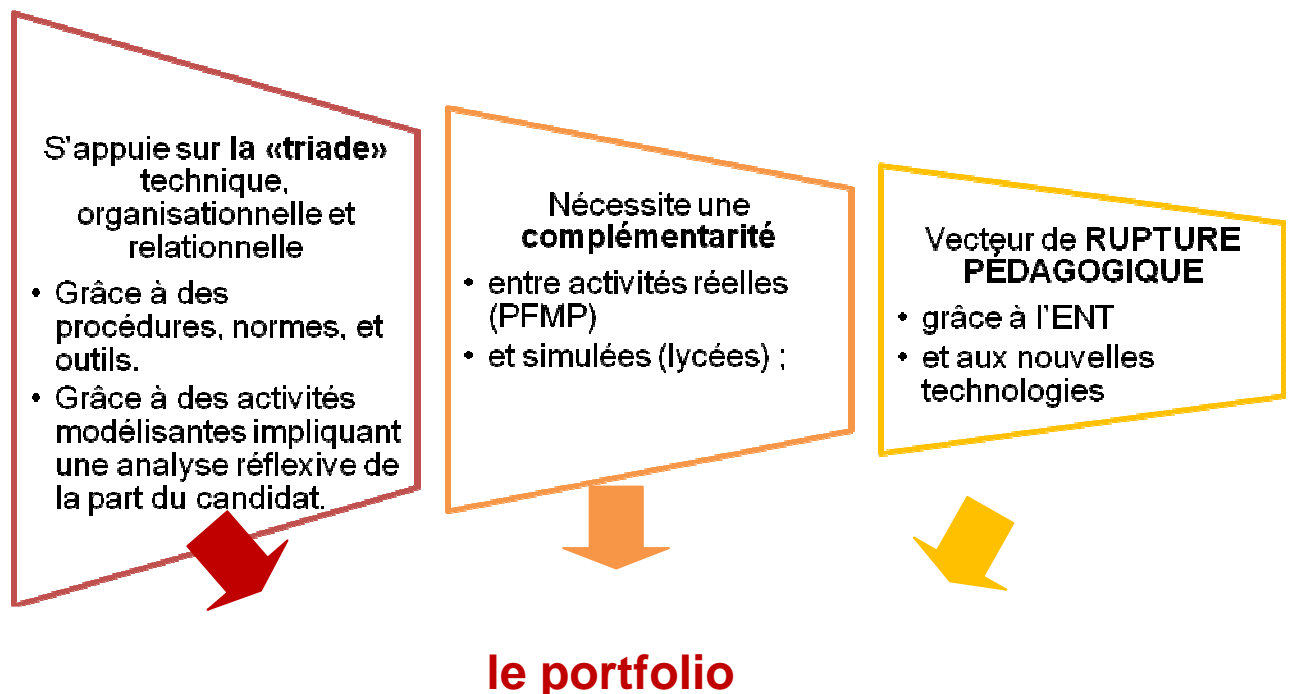 S'appuie sur la «triade»
technique,
organisationnelle et
relationnelle
• Grâce à des
procédures, normes, et
outils.
• Grâce à des activités
modélisantes impliquant
une analyse réflexive de
la part du candidat.
Nécessite une
complémentarité
• entre activités réelles
(PFMP)
• et simulées (lycées) ;
Vecteur de RUPTURE
PÉDAGOGIQUE
• grâce à l'ENT
• et aux nouvelles
technologies
le portfolio